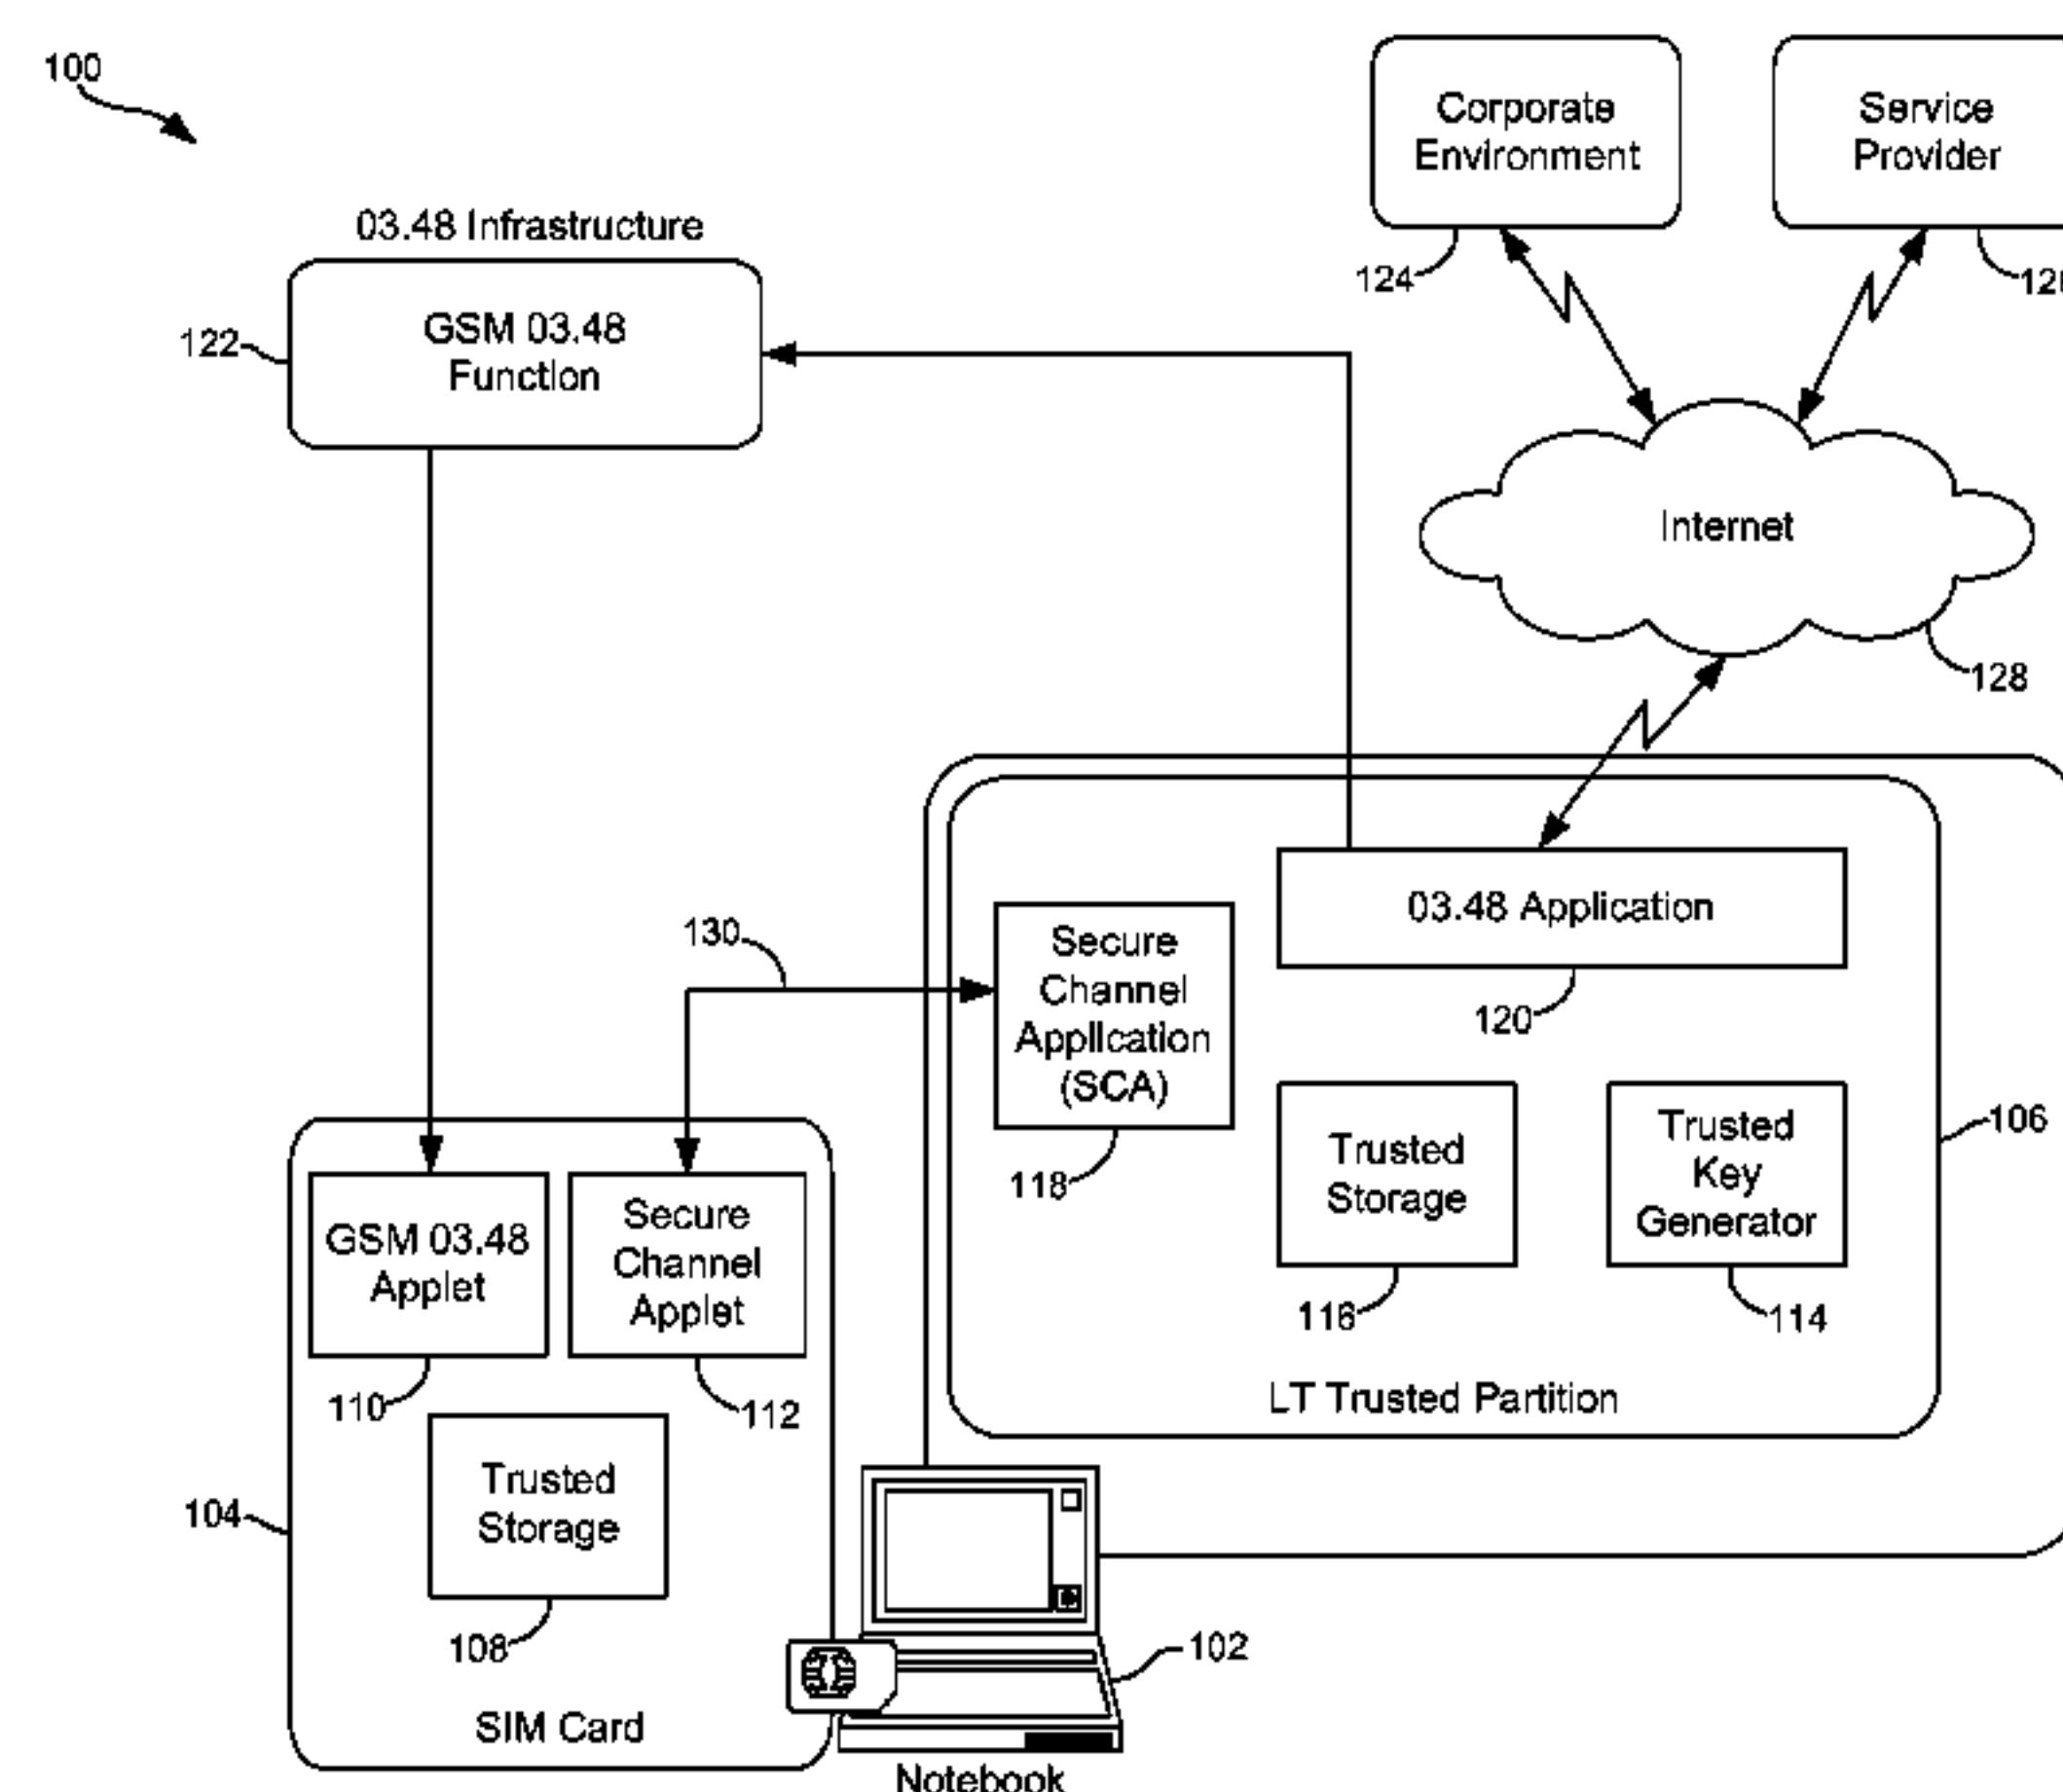 100
Corporate
Environment
Service
Provider
124
03.48 Infrastructure
GSM 03.48
Function
122
Internet
128
03.48 Application
120
130
Secure
Channel
Application
(SCA)
118
Trusted
Storage
116
Trusted
Key
Generator
114
106
LT Trusted Partition
GSM 03.48
Applet
110
Secure
Channel
Applet
112
Trusted
Storage
108
104
SIM Card
102
Notebook